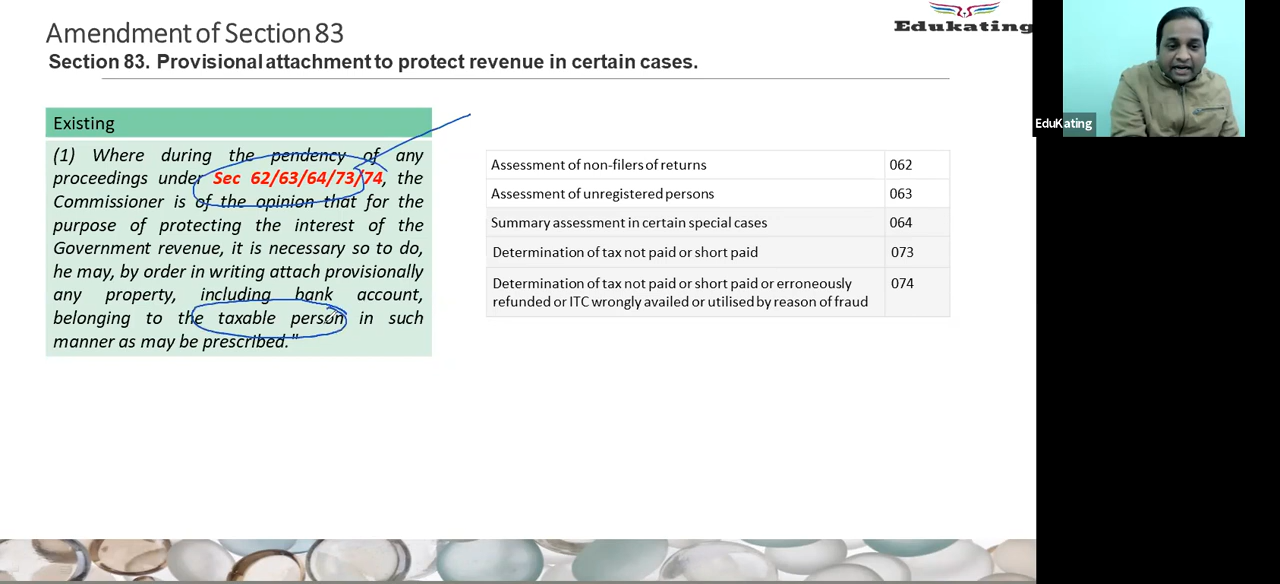 Amendment of Section 83
Section 83. Provisional attachment to protect revenue in certain cases.
Edukating
EduKating
Existing
(1) Where during the pendency of any
proceedings under Sec 62/63/64/73/74, the
Commissioner is of the opinion that for the
purpose of protecting the interest of the
Government revenue, it is necessary so to do,
he may, by order in writing attach provisionally
any property, including bank account,
belonging to the taxable person in such
manner as may be prescribed."
Assessment of non-filers of returns 062
Assessment of unregistered persons 063
Summary assessment in certain special cases 064
Determination of tax not paid or short paid 073
Determination of tax not paid or short paid or erroneously 074
refunded or ITC wrongly availed or utilised by reason of fraud